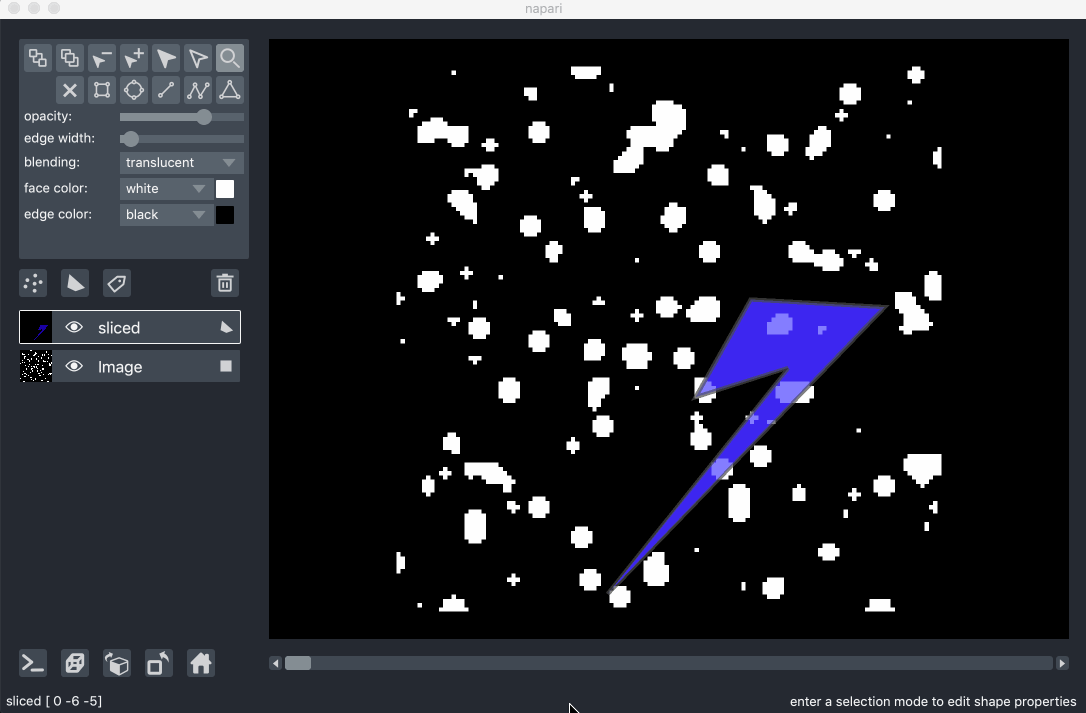 napari
opacity:
edge width:
blending: translucent
face color: white
edge color: black
sliced
Image
sliced [ 0 -6 -5]
enter a selection mode to edit shape properties